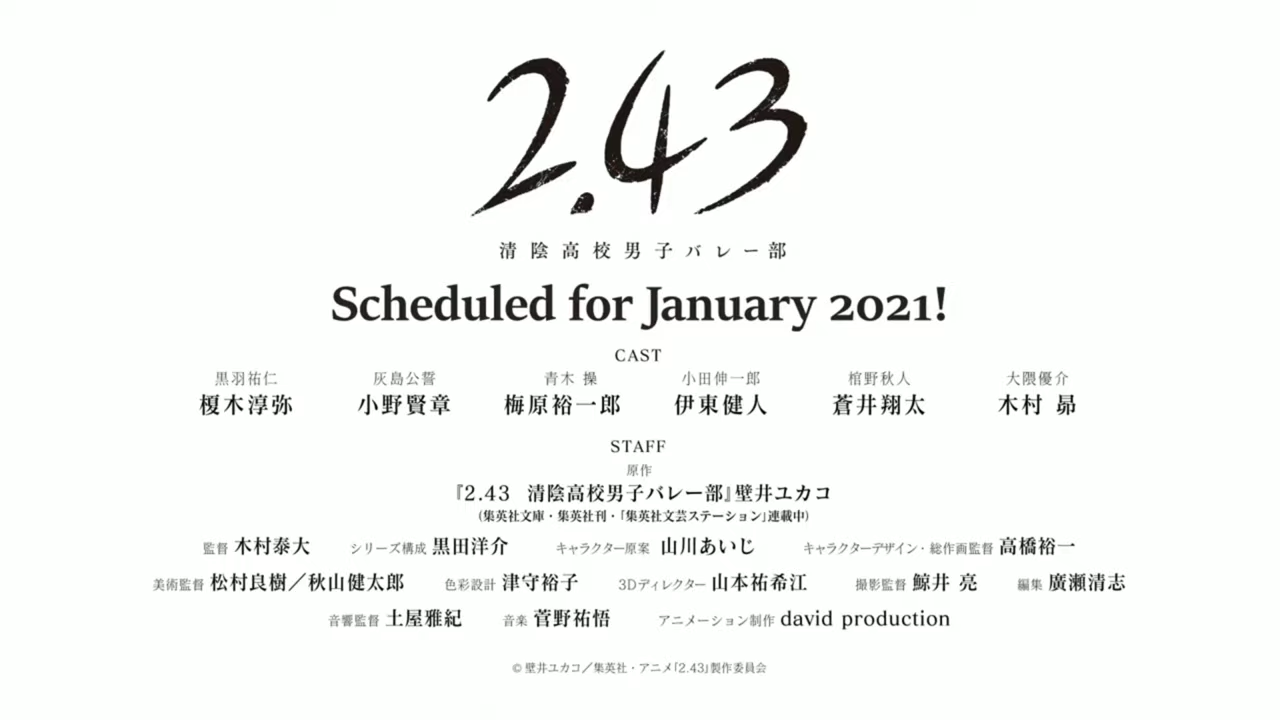 2.43
清陰高校男子バレー部
Scheduled for January 2021!
CAST
黒羽祐仁 灰島公誓 青木 操 小田伸一郎 棺野秋人 大隈優介
榎木淳弥 小野賢章 梅原裕一郎 伊東健人 蒼井翔太 木村 昴
STAFF
原作
『2.43 清陰高校男子バレー部』壁井ユカコ
(集英社文庫・集英社刊・「集英社文芸ステーション」連載中)
監督 木村泰大 シリーズ構成 黒田洋介 キャラクター原案 山川あいじ キャラクターデザイン・総作画監督 高橋裕一
美術監督 松村良樹／秋山健太郎 色彩設計 津守裕子 3Dディレクター 山本祐希江 撮影監督 鯨井 亮 編集 廣瀬清志
音響監督 土屋雅紀 音楽 菅野祐悟 アニメーション制作 david production
© 壁井ユカコ／集英社・アニメ「2.43」製作委員会